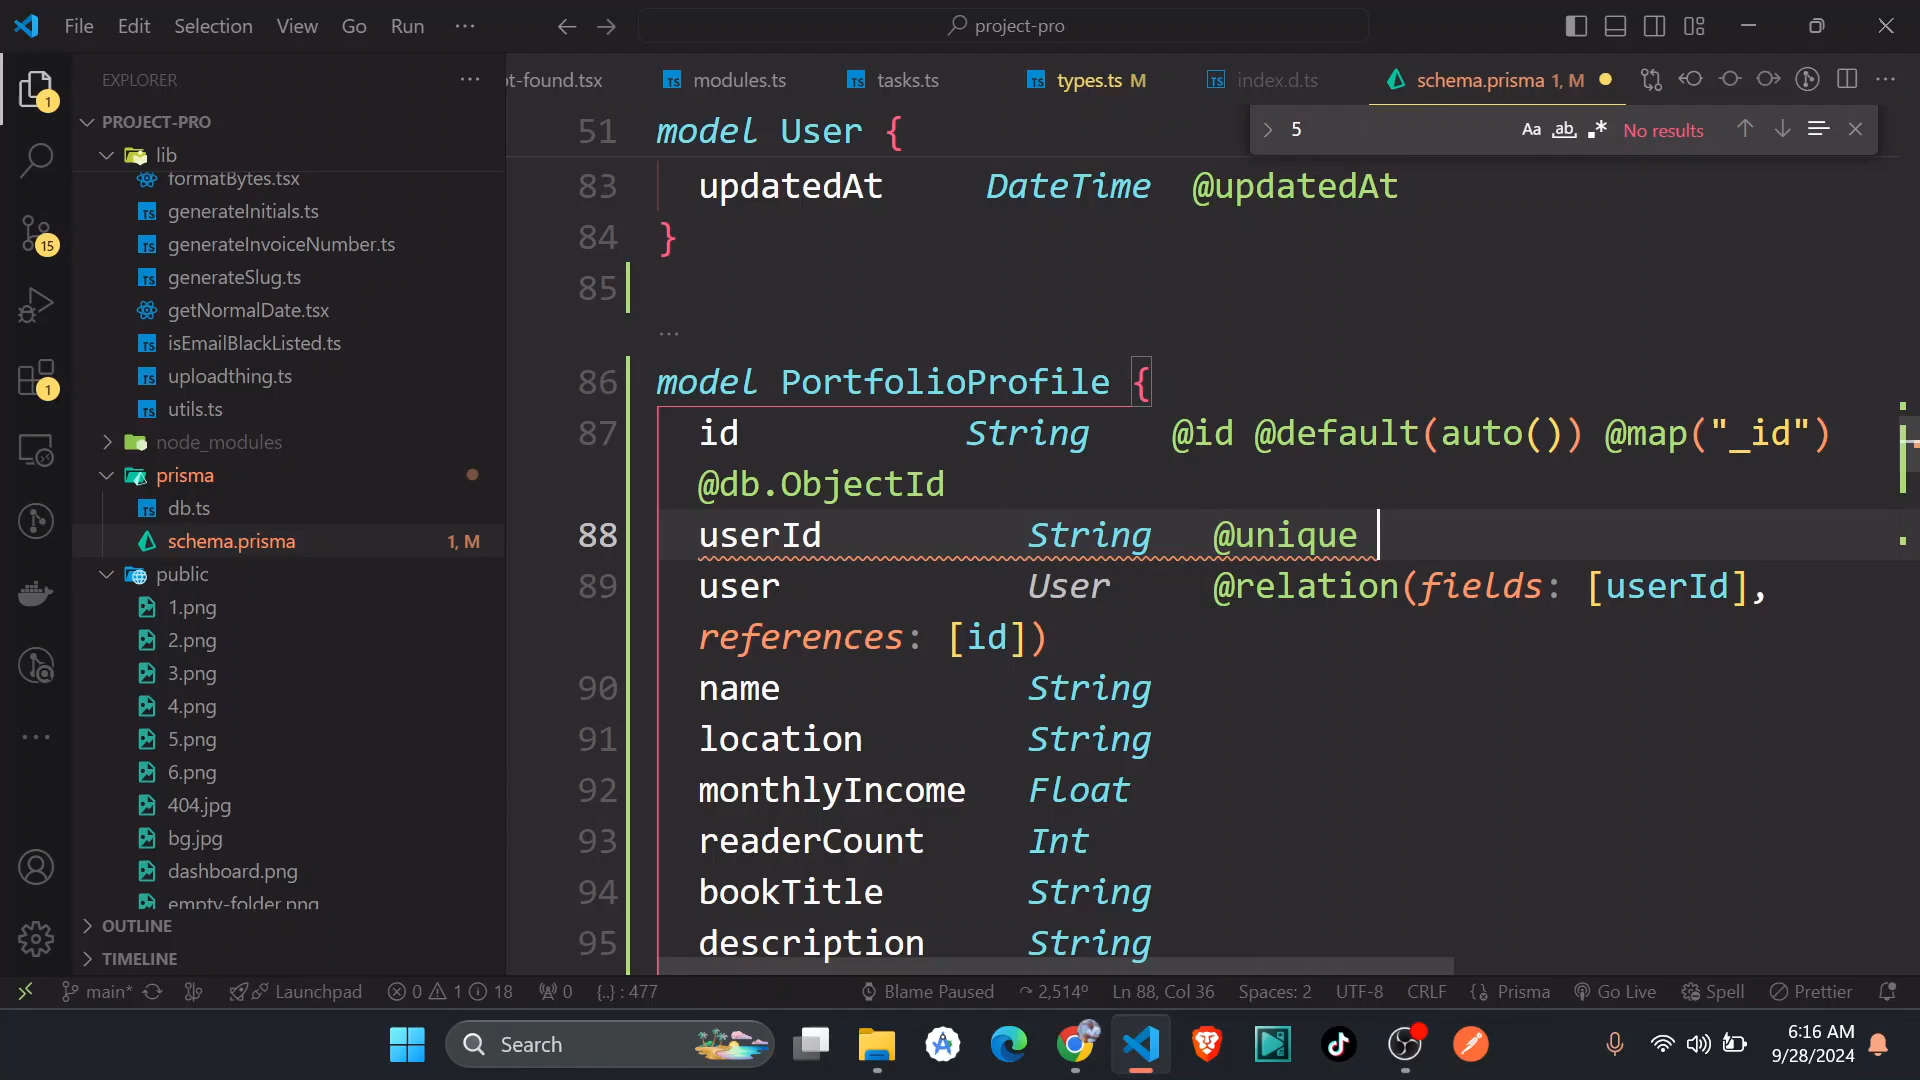 File Edit Selection View Go Run ··· project-pro
EXPLORER ···
PROJECT-PRO
lib
formatBytes.tsx
generateInitials.ts
generateInvoiceNumber.ts
generateSlug.ts
getNormalDate.tsx
isEmailBlackListed.ts
uploadthing.ts
utils.ts
node_modules
prisma
db.ts
schema.prisma 1, M
public
1.png
2.png
3.png
4.png
5.png
6.png
404.jpg
bg.jpg
dashboard.png
empty-folder.png
OUTLINE
TIMELINE
1
15
1
ot-found.tsx modules.ts tasks.ts types.ts M index.d.ts schema.prisma 1, M
5 Aa ab .* No results
51 model User {
83 updatedAt DateTime @updatedAt
84 }
85
···
86 model PortfolioProfile {
87 id String @id @default(auto()) @map("_id")
@db.ObjectId
88 userId String @unique
89 user User @relation(fields: [userId],
references: [id])
90 name String
91 location String
92 monthlyIncome Float
93 readerCount Int
94 bookTitle String
95 description String
main* Launchpad 0 1 18 0 {..} : 477 Blame Paused 2,514º Ln 88, Col 36 Spaces: 2 UTF-8 CRLF {} Prisma Go Live Spell Prettier
Search
6:16 AM
9/28/2024